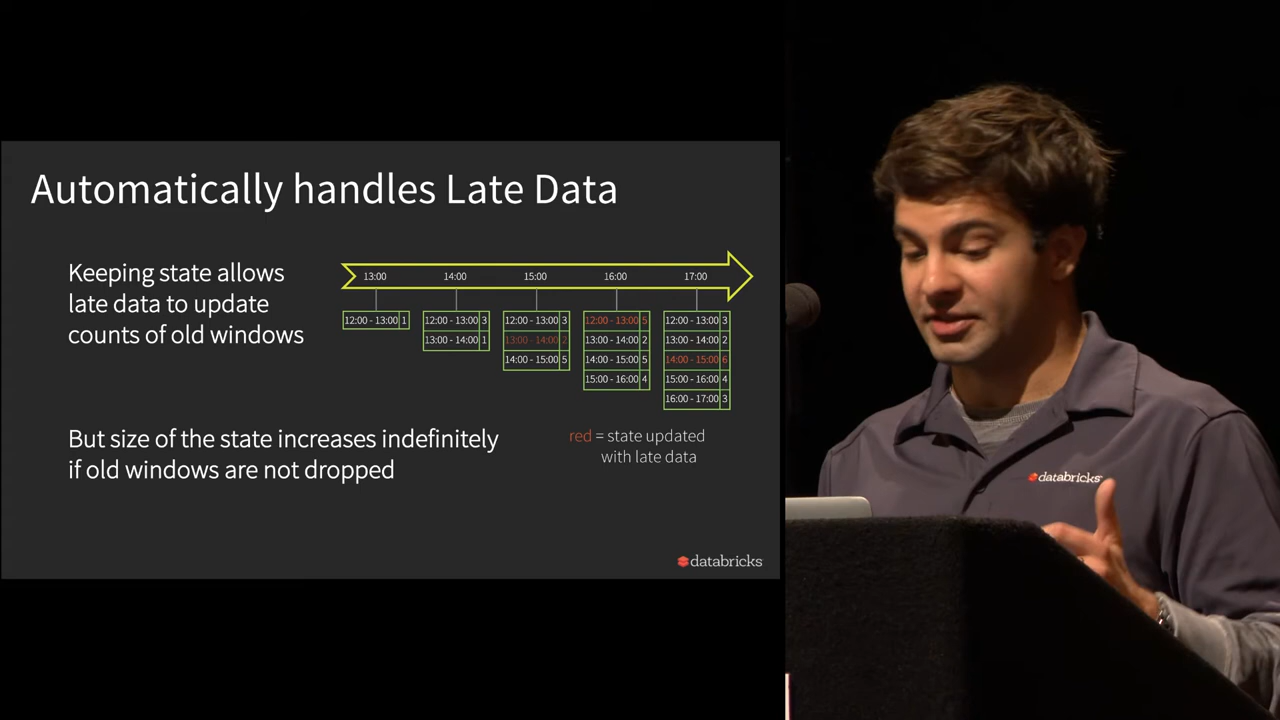 Automatically handles Late Data
Keeping state allows
late data to update
counts of old windows
13:00 14:00 15:00 16:00 17:00
12:00 - 13:00 1 12:00 - 13:00 3 12:00 - 13:00 3 12:00 - 13:00 5 12:00 - 13:00 3
13:00 - 14:00 1 13:00 - 14:00 2 13:00 - 14:00 2 13:00 - 14:00 2
14:00 - 15:00 5 14:00 - 15:00 5 14:00 - 15:00 6
15:00 - 16:00 4 15:00 - 16:00 4
16:00 - 17:00 3
But size of the state increases indefinitely
if old windows are not dropped
red = state updated
with late data
databricks
databricks